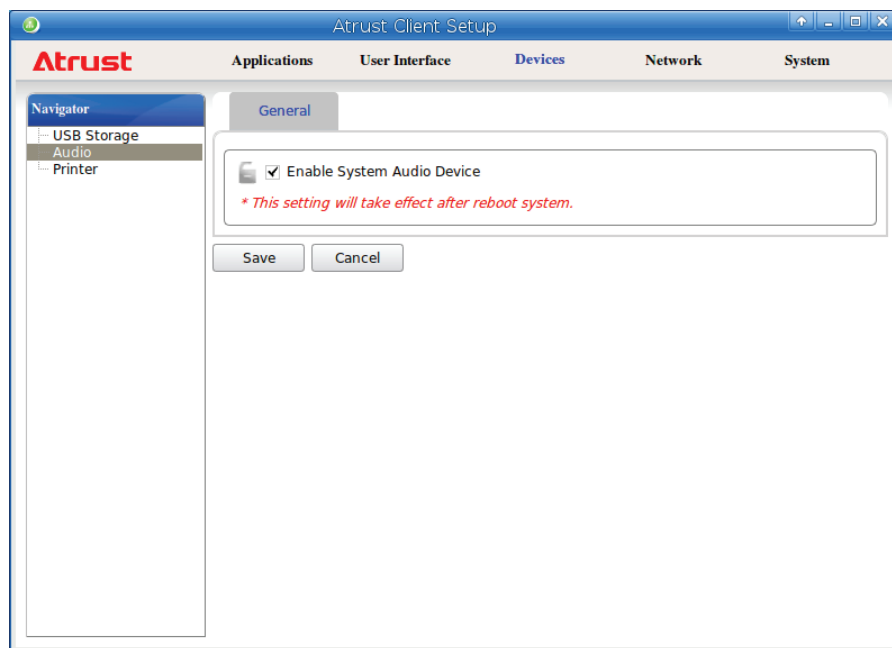 Atrust Client Setup
Atrust Applications User Interface Devices Network System
Navigator
USB Storage
Audio
Printer
General
Enable System Audio Device
* This setting will take effect after reboot system.
Save Cancel